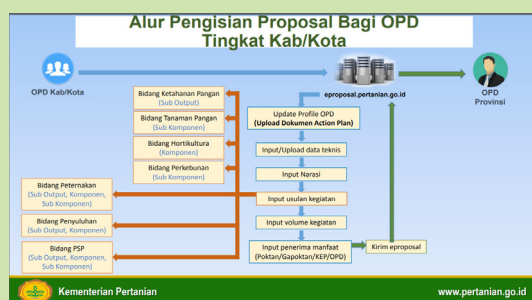 Alur Pengisian Proposal Bagi OPD
Tingkat Kab/Kota
OPD Kab/Kota
eproposal.pertanian.go.id
OPD
Provinsi
Bidang Ketahanan Pangan
(Sub Output)
Bidang Tanaman Pangan
(Sub Komponen)
Bidang Hortikultura
(Komponen)
Bidang Perkebunan
(Sub Komponen)
Bidang Peternakan
(Sub Output, Komponen,
Sub Komponen)
Bidang Penyuluhan
(Sub Output, Komponen)
Bidang PSP
(Sub Output, Komponen,
Sub Komponen)
Update Profile OPD
(Upload Dokumen Action Plan)
Input/Upload data teknis
Input Narasi
Input usulan kegiatan
Input volume kegiatan
Input penerima manfaat
(Poktan/Gapoktan/KEP/OPD)
Kirim eproposal
Kementerian Pertanian
www.pertanian.go.id